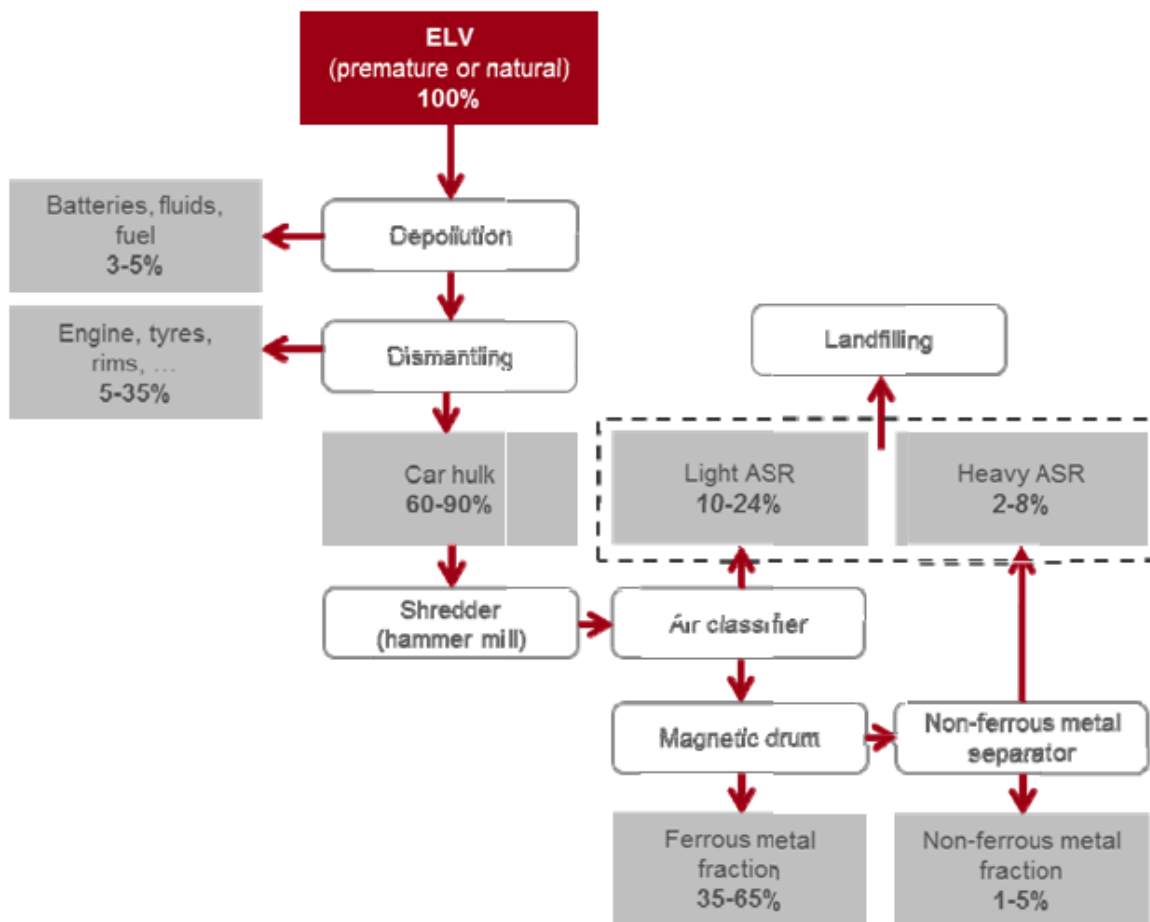 ELV
(premature or natural)
100%
Batteries, fluids,
fuel
3-5%
Depollution
Engine, tyres,
rims, ...
5-35%
Dismantling
Landfilling
Car hulk
60-90%
Light ASR
10-24%
Heavy ASR
2-8%
Shredder
(hammer mill)
Air classifier
Magnetic drum
Non-ferrous metal
separator
Ferrous metal
fraction
35-65%
Non-ferrous metal
fraction
1-5%